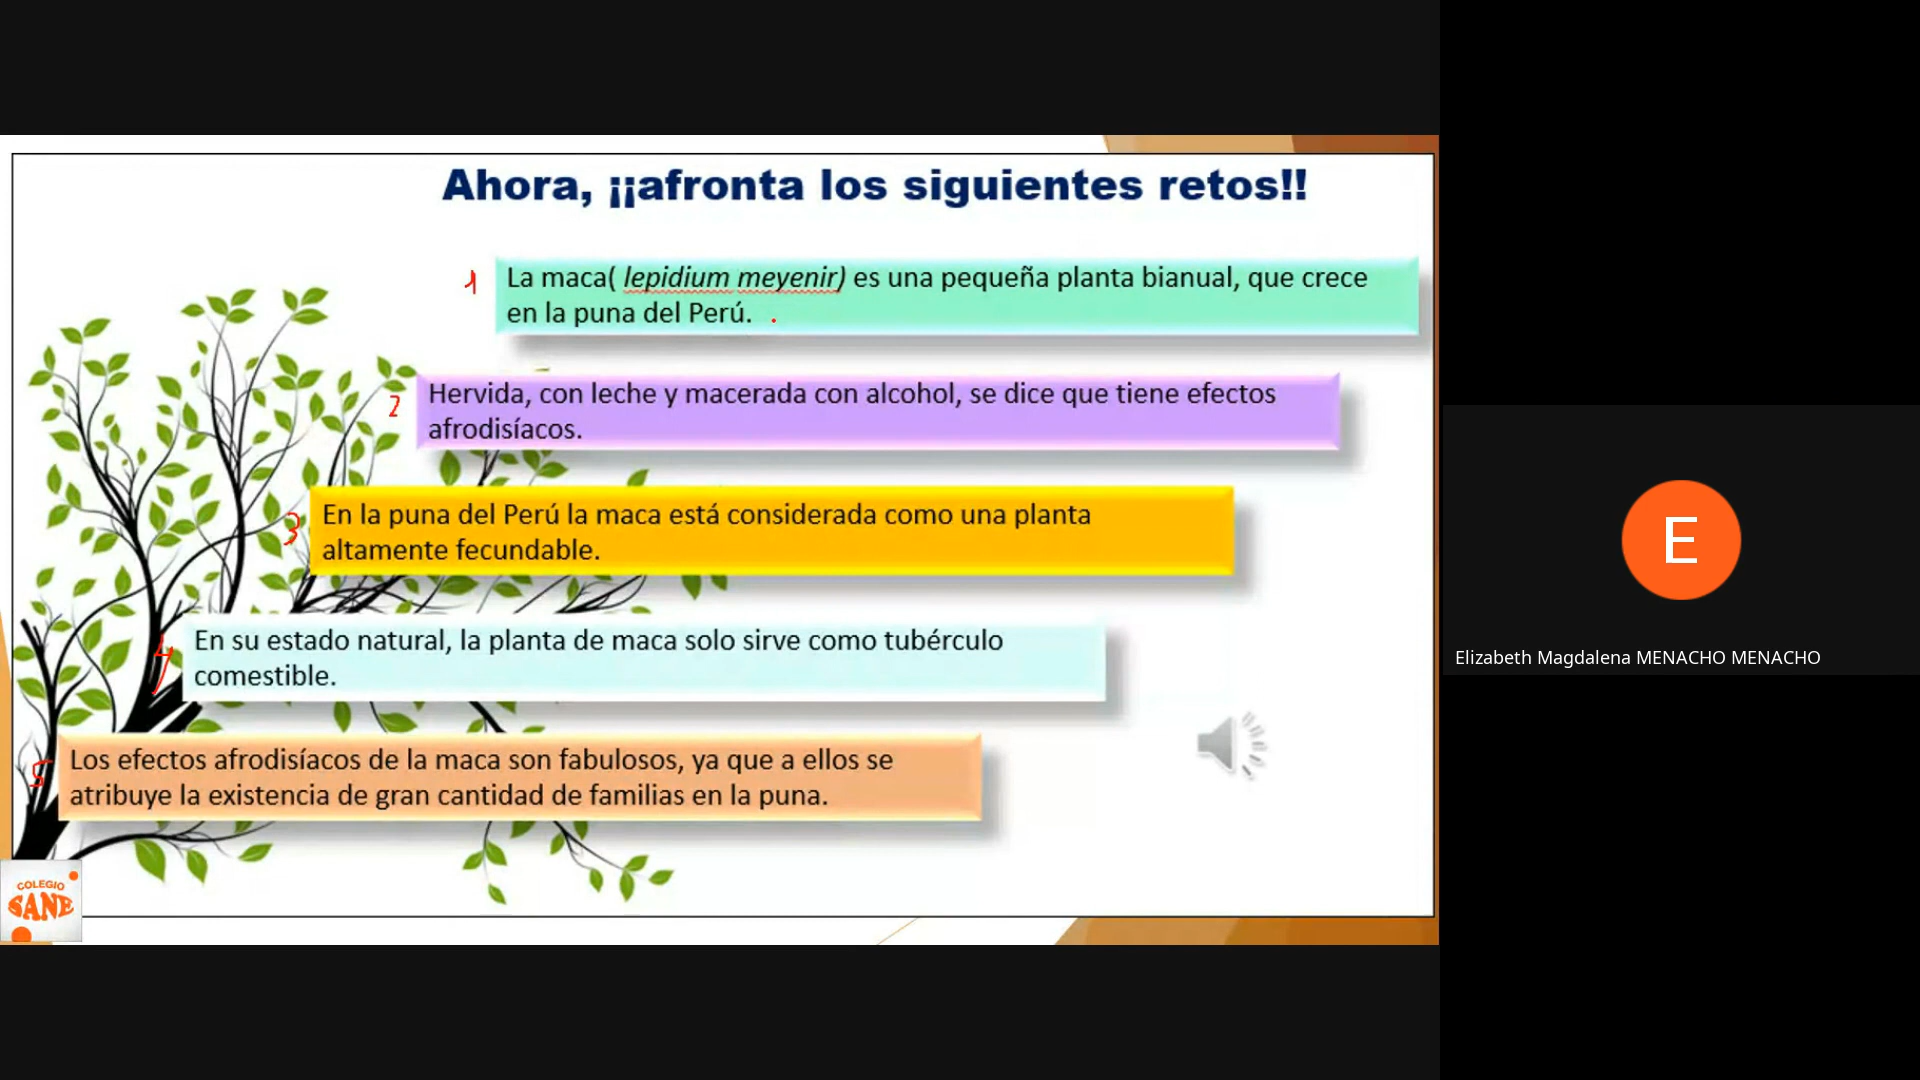 Ahora, ¡¡afronta los siguientes retos!!
1
La maca( lepidium meyenir) es una pequeña planta bianual, que crece
en la puna del Perú.
2
Hervida, con leche y macerada con alcohol, se dice que tiene efectos
afrodisíacos.
3
En la puna del Perú la maca está considerada como una planta
altamente fecundable.
4
En su estado natural, la planta de maca solo sirve como tubérculo
comestible.
5
Los efectos afrodisíacos de la maca son fabulosos, ya que a ellos se
atribuye la existencia de gran cantidad de familias en la puna.
COLEGIO
SANE
E
Elizabeth Magdalena MENACHO MENACHO